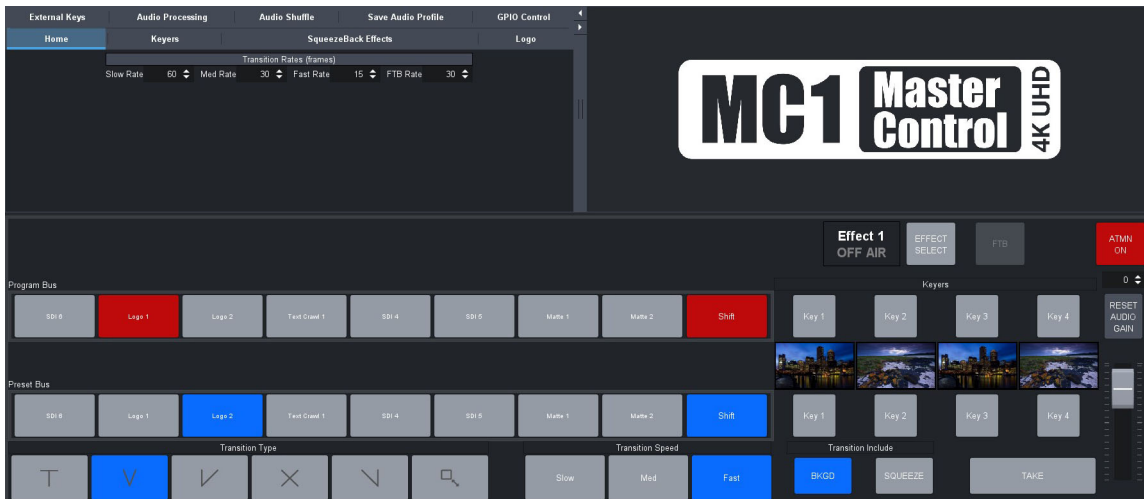 External Keys Audio Processing Audio Shuffle Save Audio Profile GPIO Control
Home Keyers SqueezeBack Effects Logo
Transition Rates (frames)
Slow Rate 60 Med Rate 30 Fast Rate 15 FTB Rate 30
MC1 Master Control 4K UHD
Effect 1
OFF AIR
EFFECT
SELECT
FTB
ATMN
ON
Program Bus
Keyers
0
SDI 6 Logo 1 Logo 2 Text Crawl 1 SDI 4 SDI 5 Matte 1 Matte 2 Shift
Key 1 Key 2 Key 3 Key 4
RESET
AUDIO
GAIN
Preset Bus
SDI 6 Logo 1 Logo 2 Text Crawl 1 SDI 4 SDI 5 Matte 1 Matte 2 Shift
Key 1 Key 2 Key 3 Key 4
Transition Type Transition Speed Transition Include
Slow Med Fast BKGD SQUEEZE TAKE